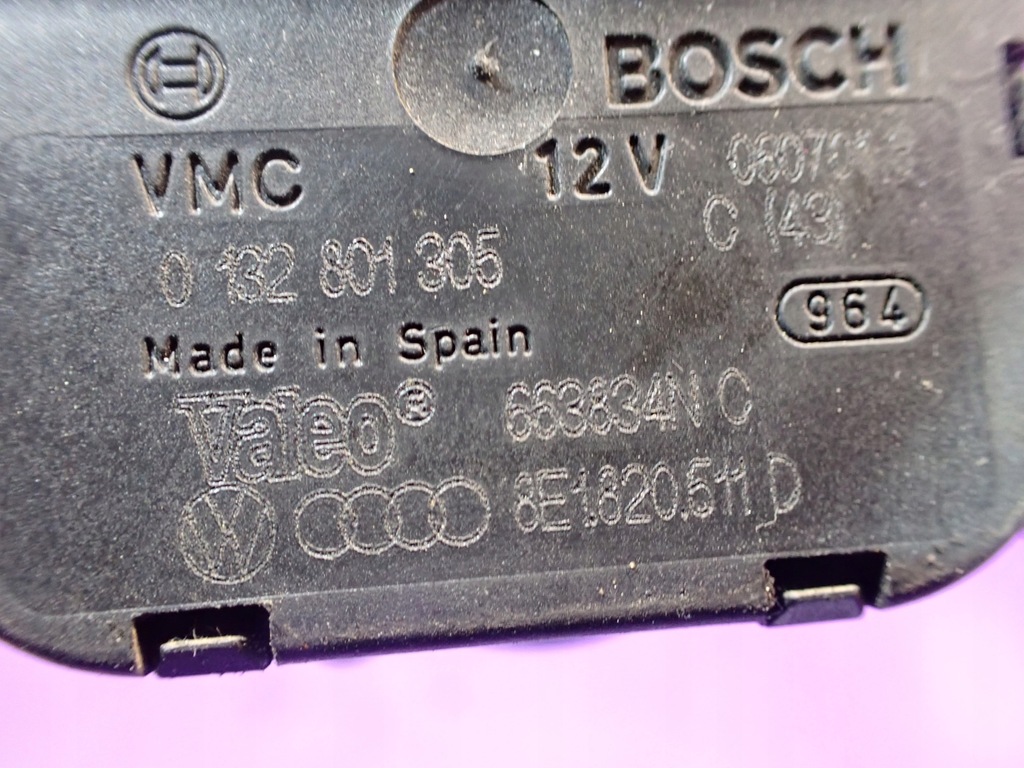 BOSCH
VMC 12V
C (43)
0 132 801 305
964
Made in Spain
Valeo® 663834N C
8E1.820.511 D